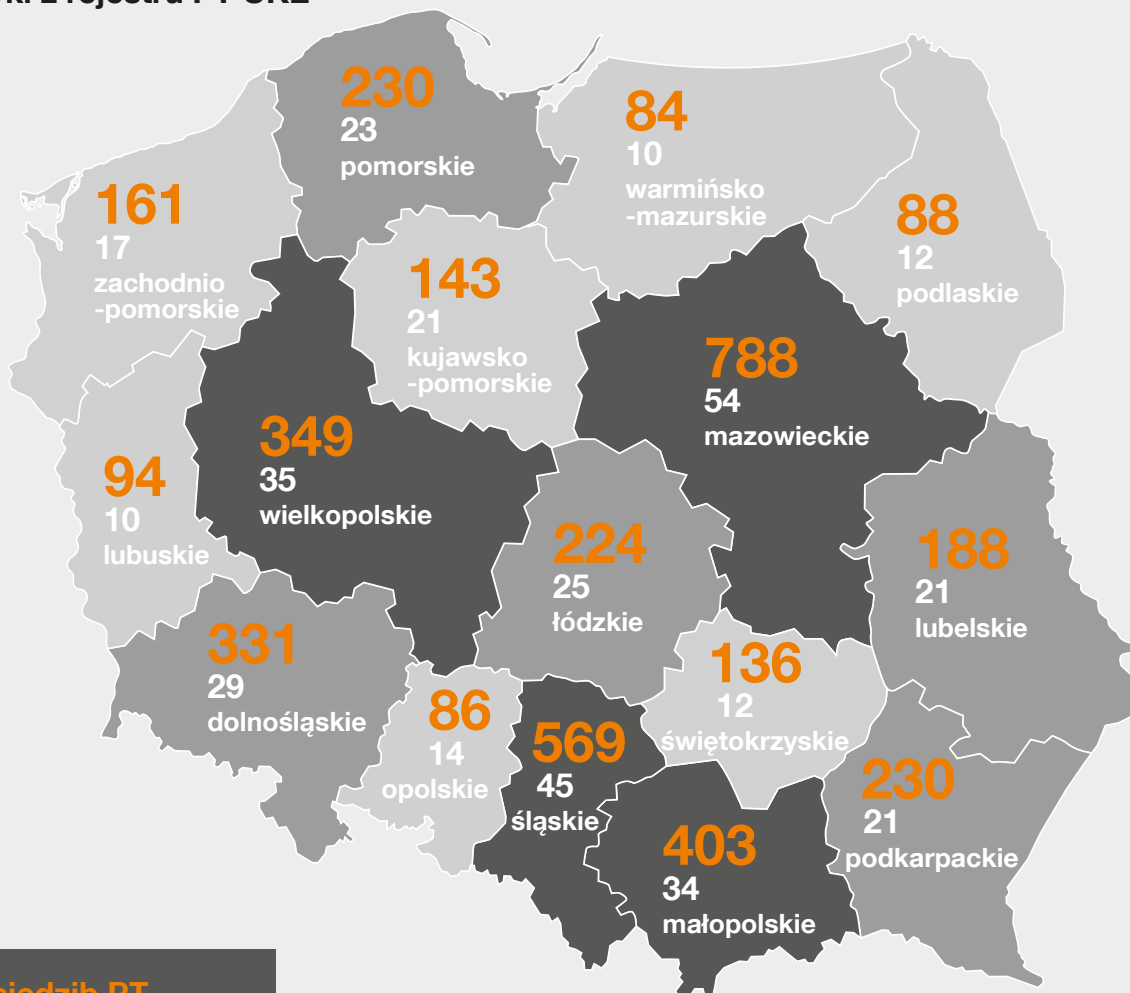 230
23
pomorskie
84
10
warmińsko
-mazurskie
161
17
zachodnio
-pomorskie
88
12
podlaskie
143
21
kujawsko
-pomorskie
788
54
mazowieckie
349
35
wielkopolskie
94
10
lubuskie
224
25
łódzkie
188
21
lubelskie
331
29
dolnośląskie
136
12
świętokrzyskie
86
14
opolskie
569
45
śląskie
230
21
podkarpackie
403
34
małopolskie